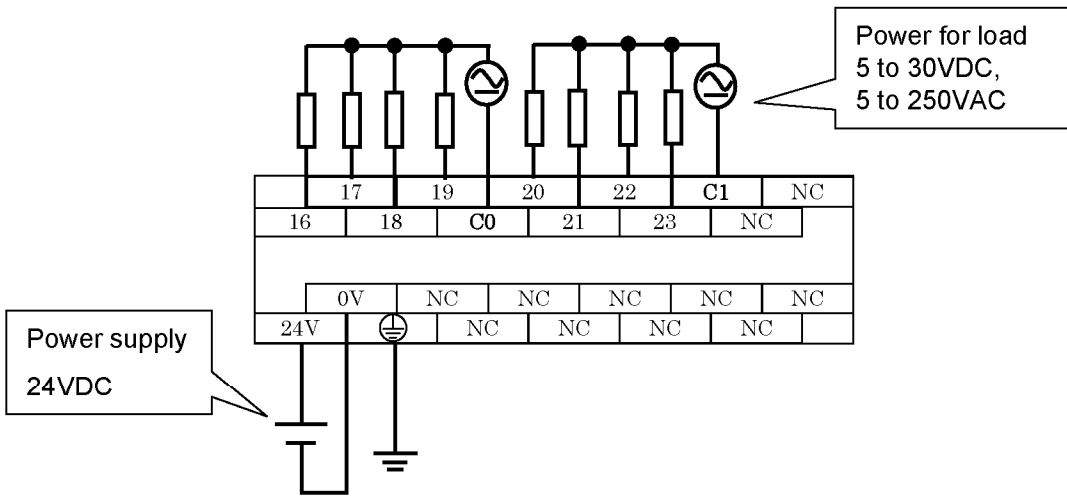 Power for load
5 to 30VDC,
5 to 250VAC
17 19 20 22 C1 NC
16 18 C0 21 23 NC
0V NC NC NC NC NC
24V NC NC NC NC
Power supply
24VDC